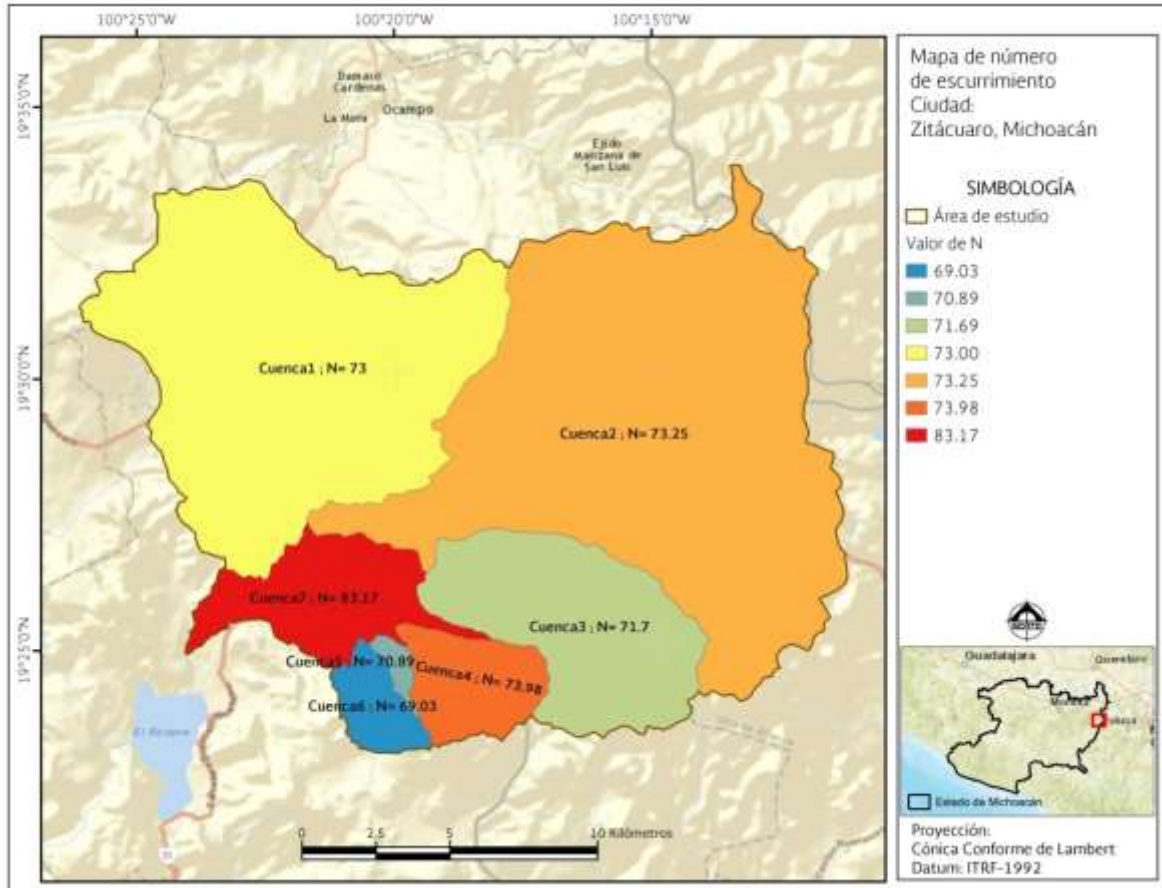 100°25'0"W
100°20'0"W
100°15'0"W
19°35'0"N
19°30'0"N
19°25'0"N
Damaso
Cardenas
La Mora
Ocampo
Ejido
Manzana de
San Luis
Cuenca1 ; N= 73
Cuenca2 ; N= 73.25
Cuenca7 ; N= 83.17
Cuenca3 ; N= 71.7
Cuenca5 ; N= 70.89
Cuenca4 ; N= 73.98
Cuenca6 ; N= 69.03
El Bosque
0
2.5
5
10 Kilómetros
Mapa de número
de escurrimiento
Ciudad:
Zitácuaro, Michoacán
SIMBOLOGÍA
Área de estudio
Valor de N
69.03
70.89
71.69
73.00
73.25
73.98
83.17
NORTE
Guadalajara
Querétaro
Morelia
Toluca
Estado de Michoacán
Proyección:
Cónica Conforme de Lambert
Datum: ITRF-1992